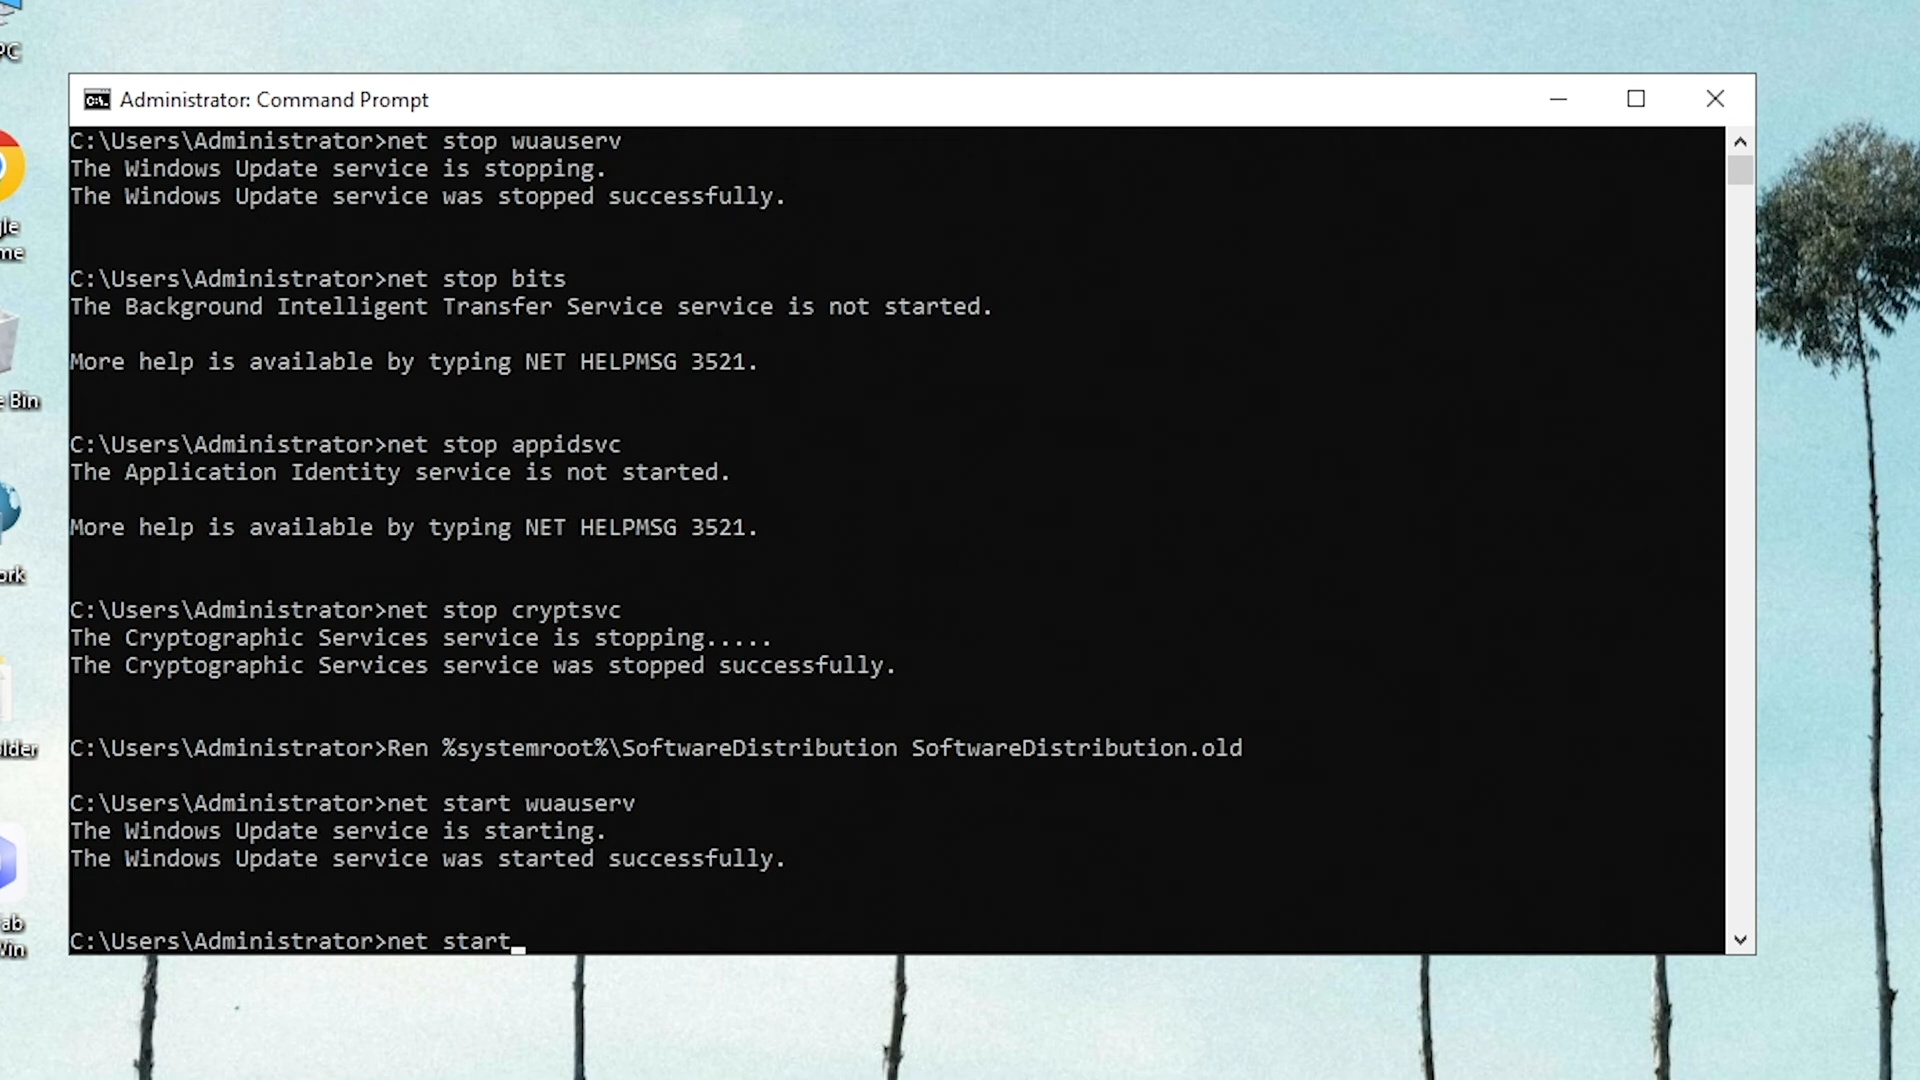 PC
Administrator: Command Prompt
C:\Users\Administrator>net stop wuauserv
The Windows Update service is stopping.
The Windows Update service was stopped successfully.
C:\Users\Administrator>net stop bits
The Background Intelligent Transfer Service service is not started.
More help is available by typing NET HELPMSG 3521.
C:\Users\Administrator>net stop appidsvc
The Application Identity service is not started.
More help is available by typing NET HELPMSG 3521.
C:\Users\Administrator>net stop cryptsvc
The Cryptographic Services service is stopping.....
The Cryptographic Services service was stopped successfully.
C:\Users\Administrator>Ren %systemroot%\SoftwareDistribution SoftwareDistribution.old
C:\Users\Administrator>net start wuauserv
The Windows Update service is starting.
The Windows Update service was started successfully.
C:\Users\Administrator>net start
Bin